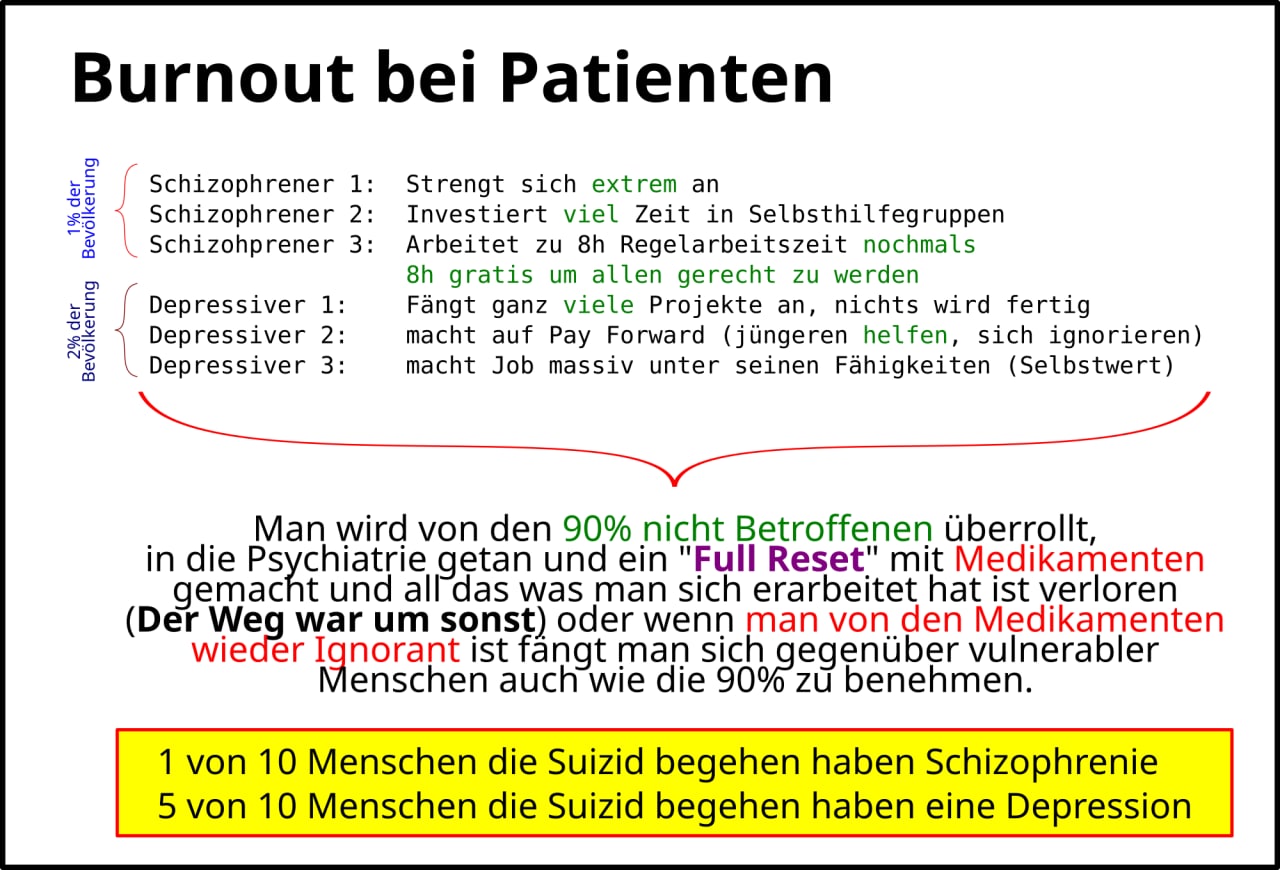 Burnout bei Patienten
1% der
Bevölkerung
Schizophrener 1: Strengt sich extrem an
Schizophrener 2: Investiert viel Zeit in Selbsthilfegruppen
Schizohprener 3: Arbeitet zu 8h Regelarbeitszeit nochmals
8h gratis um allen gerecht zu werden
2% der
Bevölkerung
Depressiver 1: Fängt ganz viele Projekte an, nichts wird fertig
Depressiver 2: macht auf Pay Forward (jüngeren helfen, sich ignorieren)
Depressiver 3: macht Job massiv unter seinen Fähigkeiten (Selbstwert)
Man wird von den 90% nicht Betroffenen überrollt,
in die Psychiatrie getan und ein "Full Reset" mit Medikamenten
gemacht und all das was man sich erarbeitet hat ist verloren
(Der Weg war um sonst) oder wenn man von den Medikamenten
wieder Ignorant ist fängt man sich gegenüber vulnerabler
Menschen auch wie die 90% zu benehmen.
1 von 10 Menschen die Suizid begehen haben Schizophrenie
5 von 10 Menschen die Suizid begehen haben eine Depression